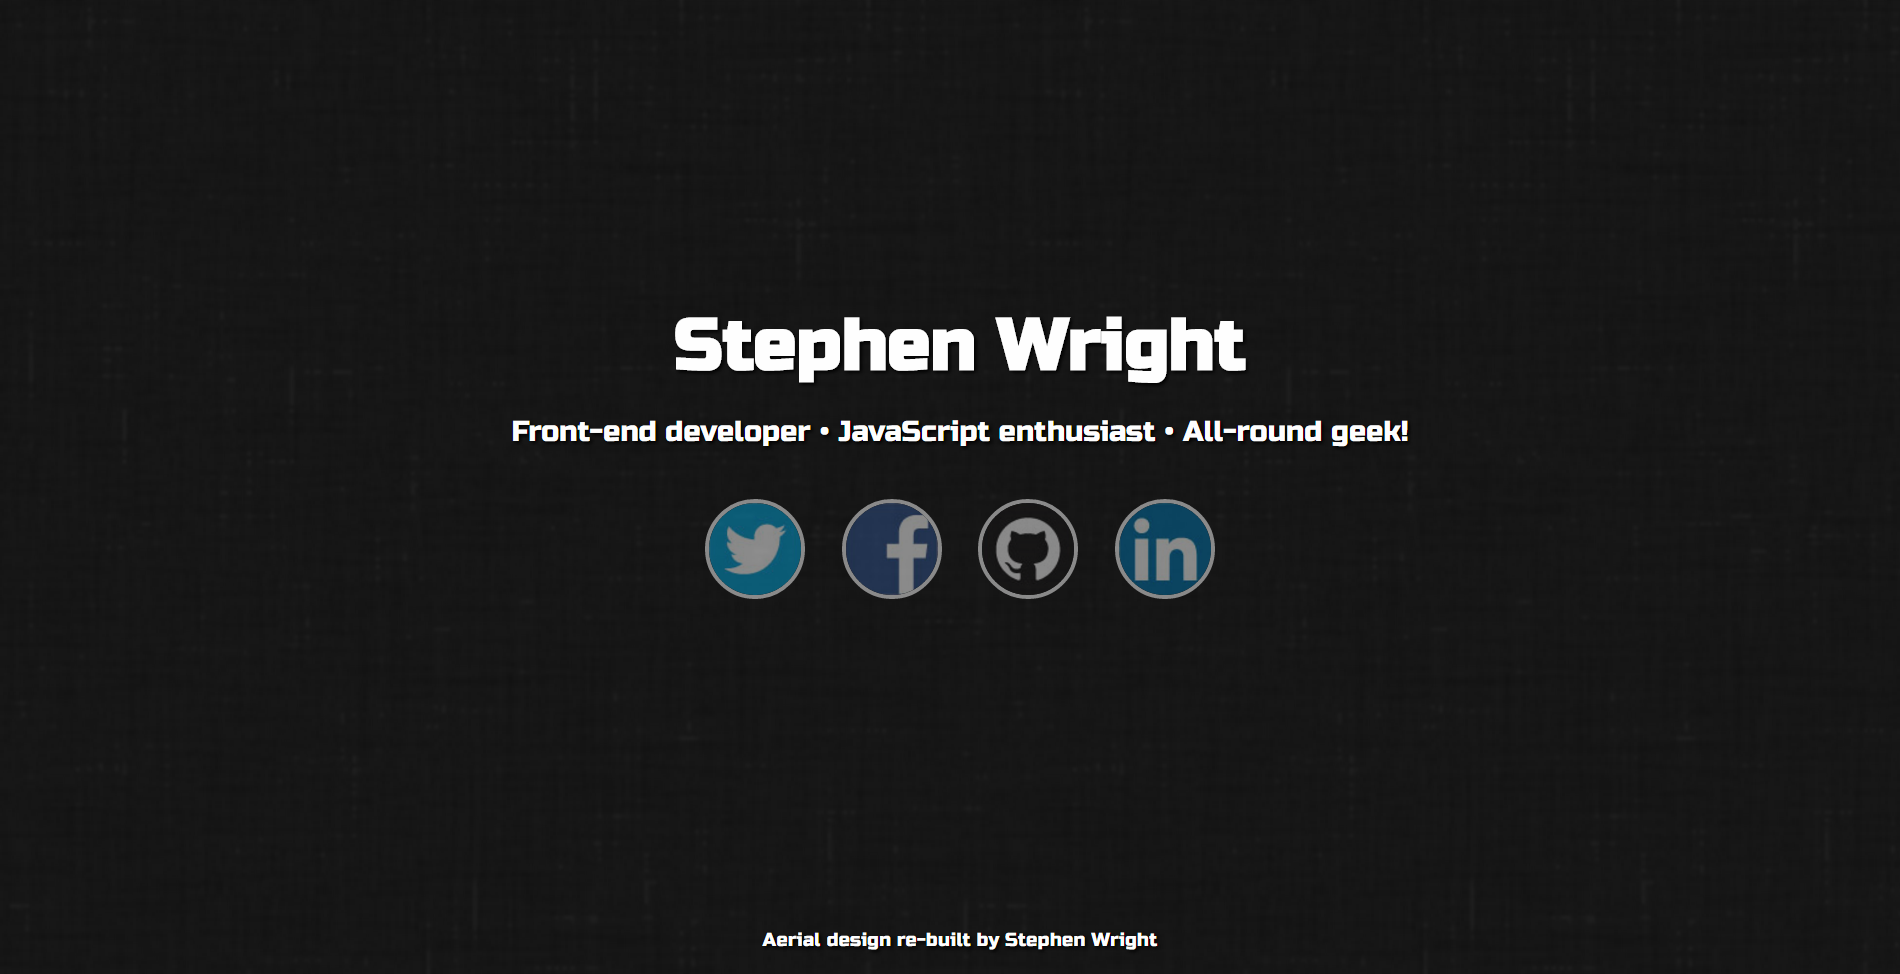 Stephen Wright
Front-end developer • JavaScript enthusiast • All-round geek!
f
in
Aerial design re-built by Stephen Wright